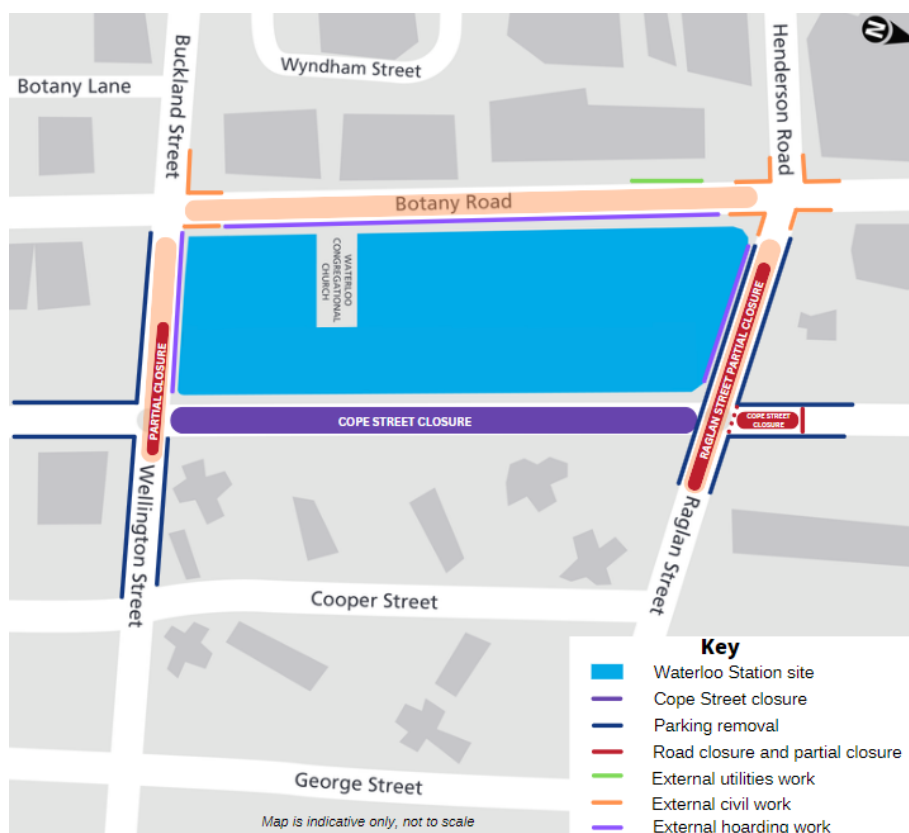 N
Buckland Street
Henderson Road
Wyndham Street
Botany Lane
Botany Road
WATERLOO
CONGREGATIONAL
CHURCH
PARTIAL CLOSURE
RAGLAN STREET PARTIAL CLOSURE
COPE STREET CLOSURE
COPE STREET
CLOSURE
Wellington Street
Raglan Street
Cooper Street
George Street
Map is indicative only, not to scale
Key
Waterloo Station site
Cope Street closure
Parking removal
Road closure and partial closure
External utilities work
External civil work
External hoarding work